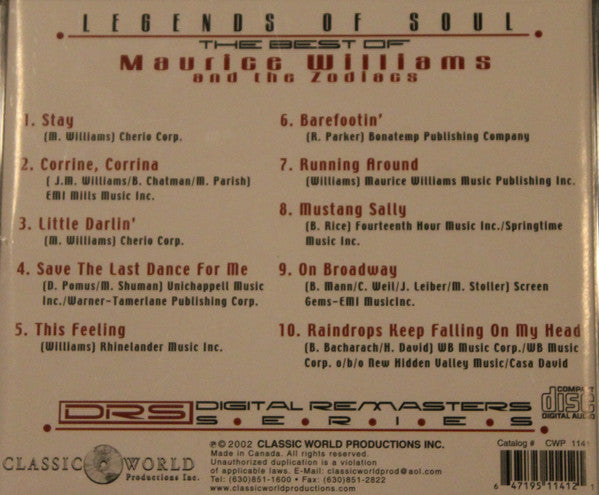 LEGENDS OF SOUL
THE BEST OF
Maurice Williams
and the Zodiacs
1. Stay
(M. Williams) Cherio Corp.
2. Corrine, Corrina
( J.M. Williams/B. Chatman/M. Parish)
EMI Mills Music Inc.
3. Little Darlin'
(M. Williams) Cherio Corp.
4. Save The Last Dance For Me
(D. Pomus/M. Shuman) Unichappell Music
Inc./Warner-Tamerlane Publishing Corp.
5. This Feeling
(Williams) Rhinelander Music Inc.
6. Barefootin'
(R. Parker) Bonatemp Publishing Company
7. Running Around
(Williams) Maurice Williams Music Publishing Inc.
8. Mustang Sally
(B. Rice) Fourteenth Hour Music Inc./Springtime
Music Inc.
9. On Broadway
(B. Mann/C. Weil/J. Leiber/M. Stoller) Screen
Gems-EMI MusicInc.
10. Raindrops Keep Falling On My Head
(B. Bacharach/H. David) WB Music Corp./WB Music
Corp. o/b/o New Hidden Valley Music/Casa David
DRS DIGITAL REMASTERS
S.E.R.I.E.S
COMPACT
disc
DIGITAL AUDIO
CLASSIC WORLD
Productions Inc.
℗©2002 CLASSIC WORLD PRODUCTIONS INC.
Made in Canada. All rights reserved.
Unauthorized duplication is a violation
of applicable laws. E-Mail: classicworldprod@aol.com
Tel: (630)851-1600 • Fax: (630)851-2822
www.classicworldproductions.com
Catalog # CWP 1141
6 47195 11412 1